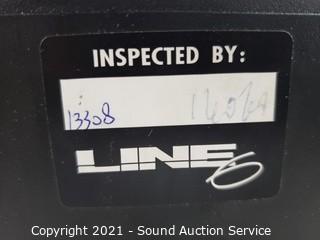 INSPECTED BY:
13308
LINE 6
Copyright 2021 - Sound Auction Service